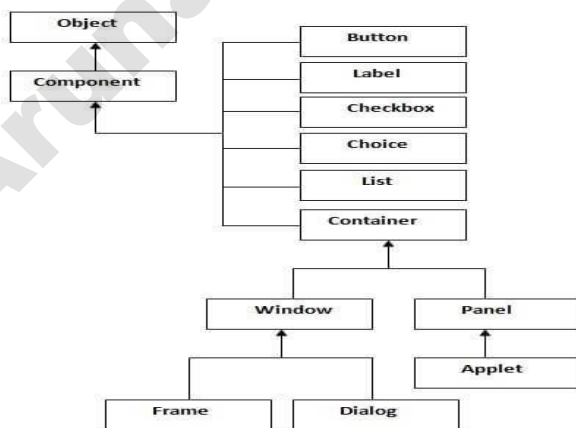 Object
Component
Button
Label
Checkbox
Choice
List
Container
Window
Panel
Applet
Frame
Dialog